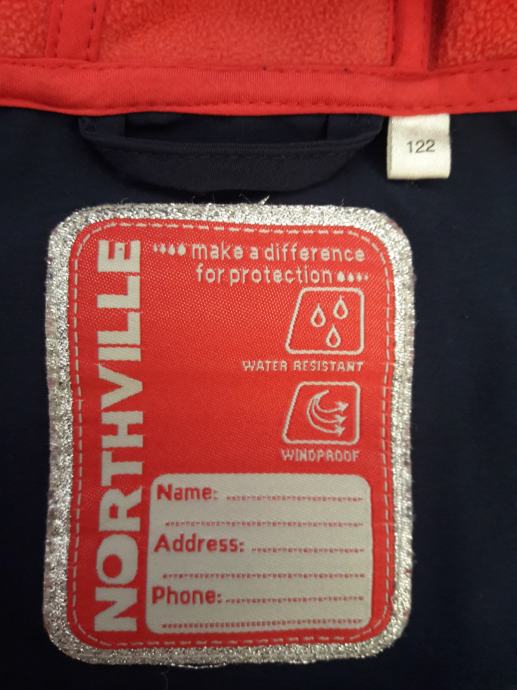 122
NORTHVILLE
make a difference
for protection
WATER RESISTANT
WINDPROOF
Name:
Address:
Phone: